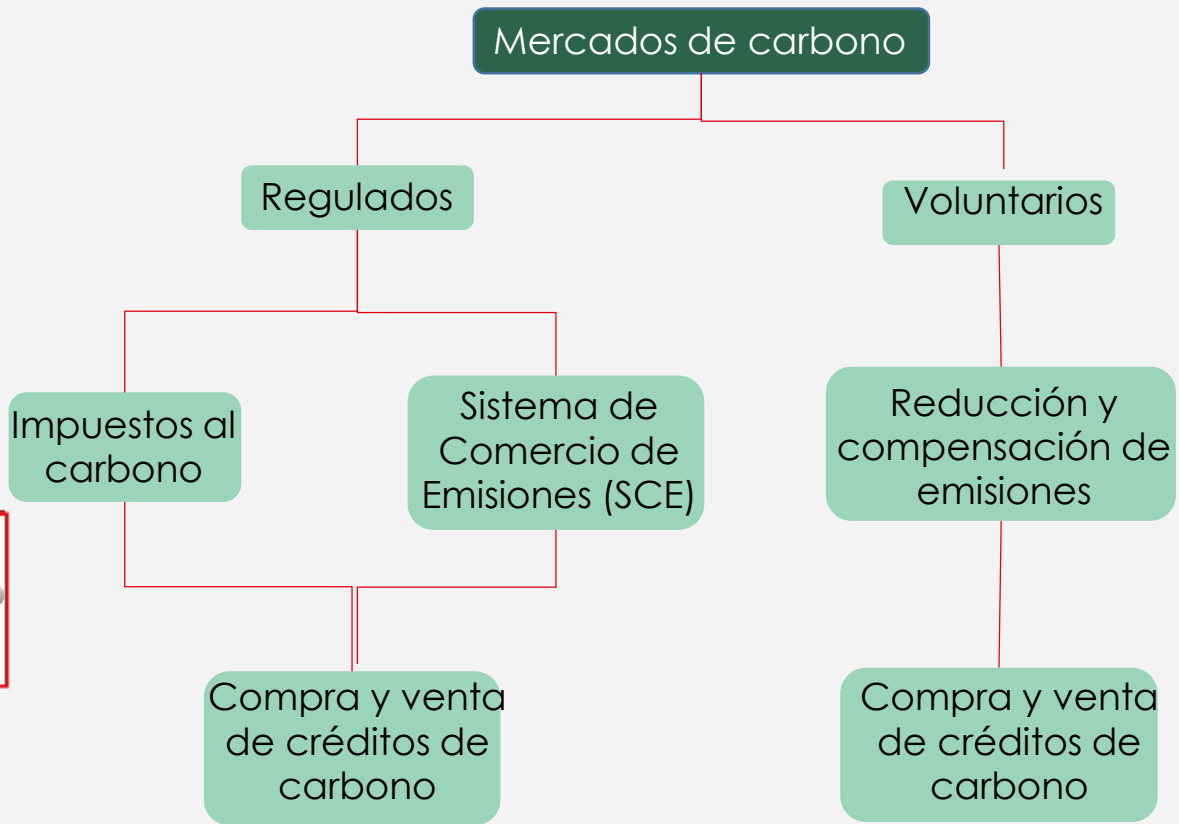 Mercados de carbono
Regulados
Voluntarios
Impuestos al
carbono
Sistema de
Comercio de
Emisiones (SCE)
Reducción y
compensación de
emisiones
Compra y venta
de créditos de
carbono
Compra y venta
de créditos de
carbono